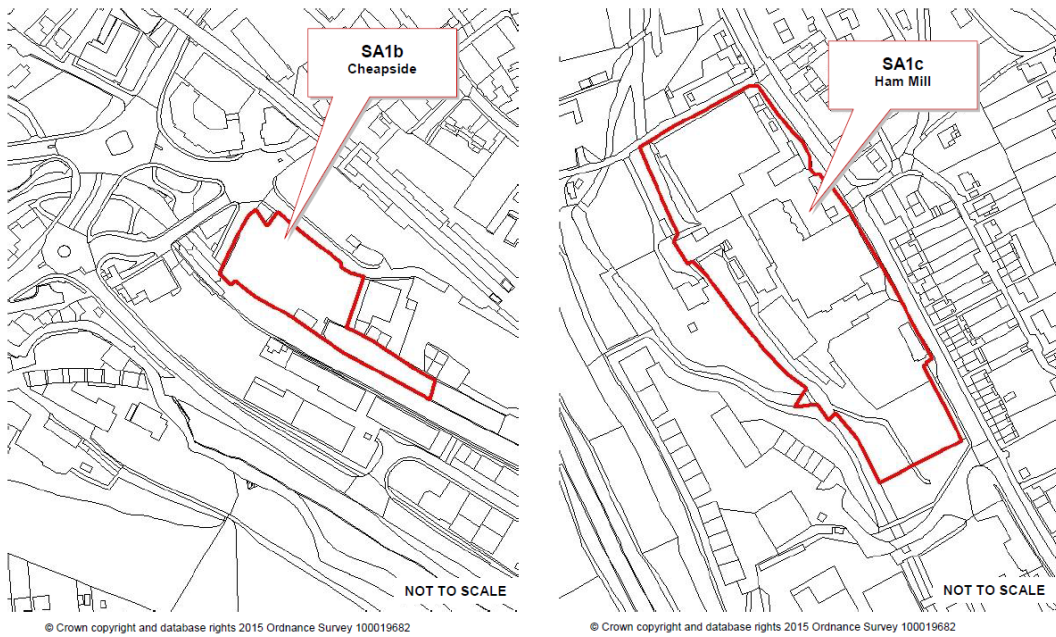 SA1b
Cheapside
NOT TO SCALE
© Crown copyright and database rights 2015 Ordnance Survey 100019682
SA1c
Ham Mill
NOT TO SCALE
© Crown copyright and database rights 2015 Ordnance Survey 100019682